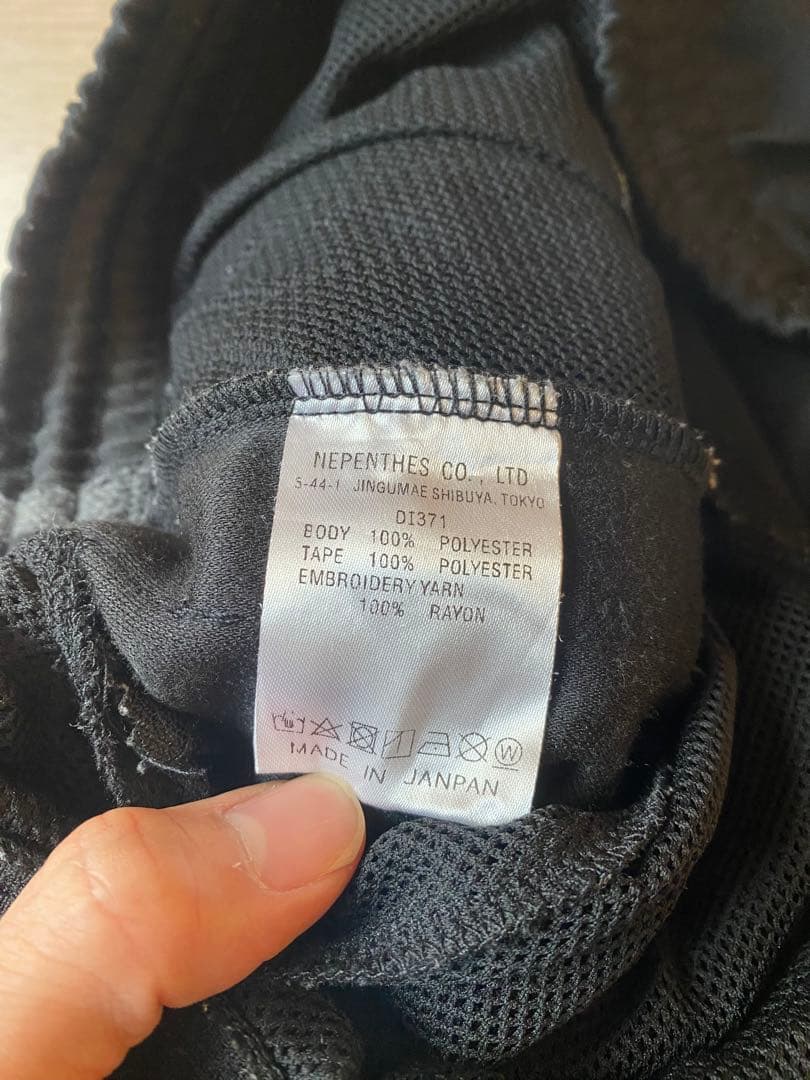 NEPENTHES CO., LTD
5-44-1 JINGUMAE SHIBUYA. TOKYO
DI371
BODY 100% POLYESTER
TAPE 100% POLYESTER
EMBROIDERY YARN
100% RAYON
W
MADE IN JANPAN